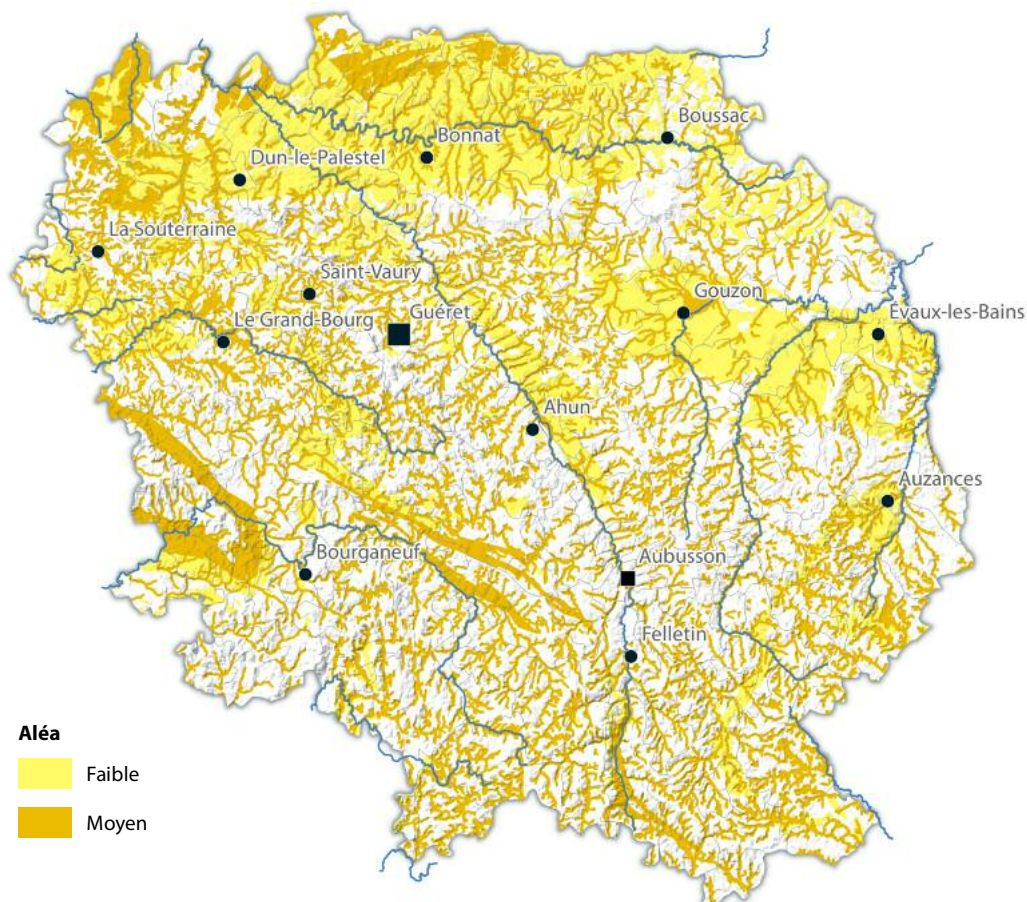 Boussac
Bonnat
Dun-le-Palestel
La Souterraine
Saint-Vaury
Gouzon
Guéret
Évaux-les-Bains
Le Grand-Bourg
Ahun
Auzances
Bourganeuf
Aubusson
Felletin
Aléa
Faible
Moyen